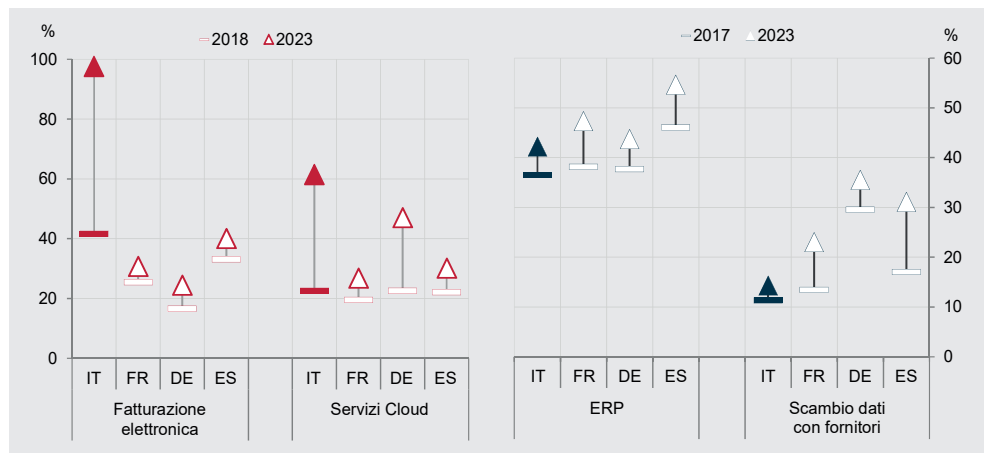 %
2018 2023
100
80
60
40
20
0
IT FR DE ES IT FR DE ES
Fatturazione
elettronica
Servizi Cloud
2017 2023
%
60
50
40
30
20
10
0
IT FR DE ES IT FR DE ES
ERP
Scambio dati
con fornitori